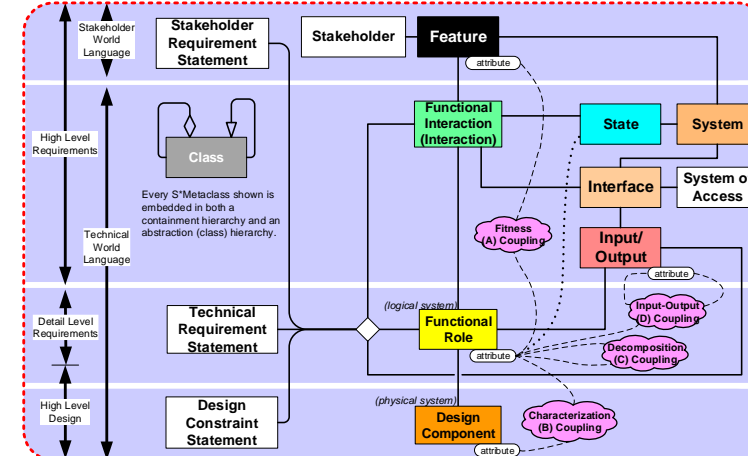 Stakeholder
World
Language
Stakeholder
Requirement
Statement
Stakeholder
Feature
attribute
High Level
Requirements
Technical
World
Language
Class
Every S*Metaclass shown is
embedded in both a
containment hierarchy and an
abstraction (class) hierarchy.
Functional
Interaction
(Interaction)
State
System
Interface
System of
Access
Fitness
(A) Coupling
Input/
Output
attribute
Detail Level
Requirements
Technical
Requirement
Statement
(logical system)
Functional
Role
attribute
Input-Output
(D) Coupling
Decomposition
(C) Coupling
High Level
Design
Design
Constraint
Statement
(physical system)
Design
Component
attribute
Characterization
(B) Coupling